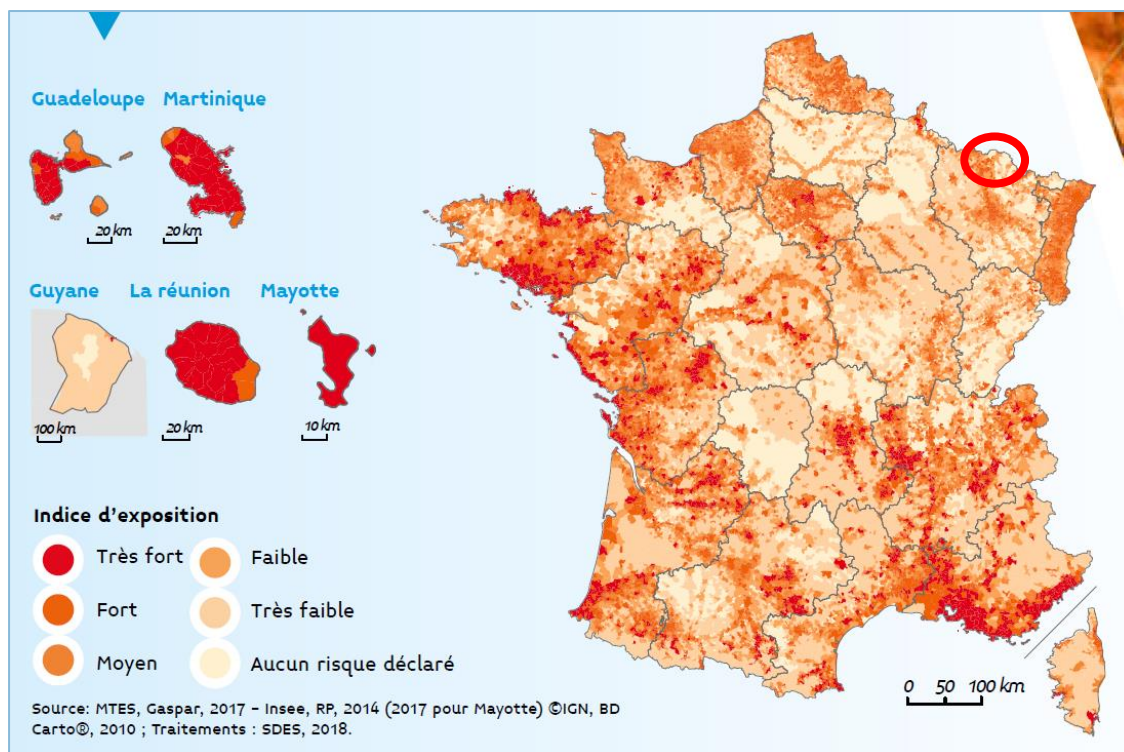 Guadeloupe Martinique
20 km 20 km
Guyane La réunion Mayotte
100 km 20 km 10 km
Indice d'exposition
Très fort Faible
Fort Très faible
Moyen Aucun risque déclaré
0 50 100 km
Source: MTES, Gaspar, 2017 – Insee, RP, 2014 (2017 pour Mayotte) ©IGN, BD
Carto®, 2010 ; Traitements : SDES, 2018.